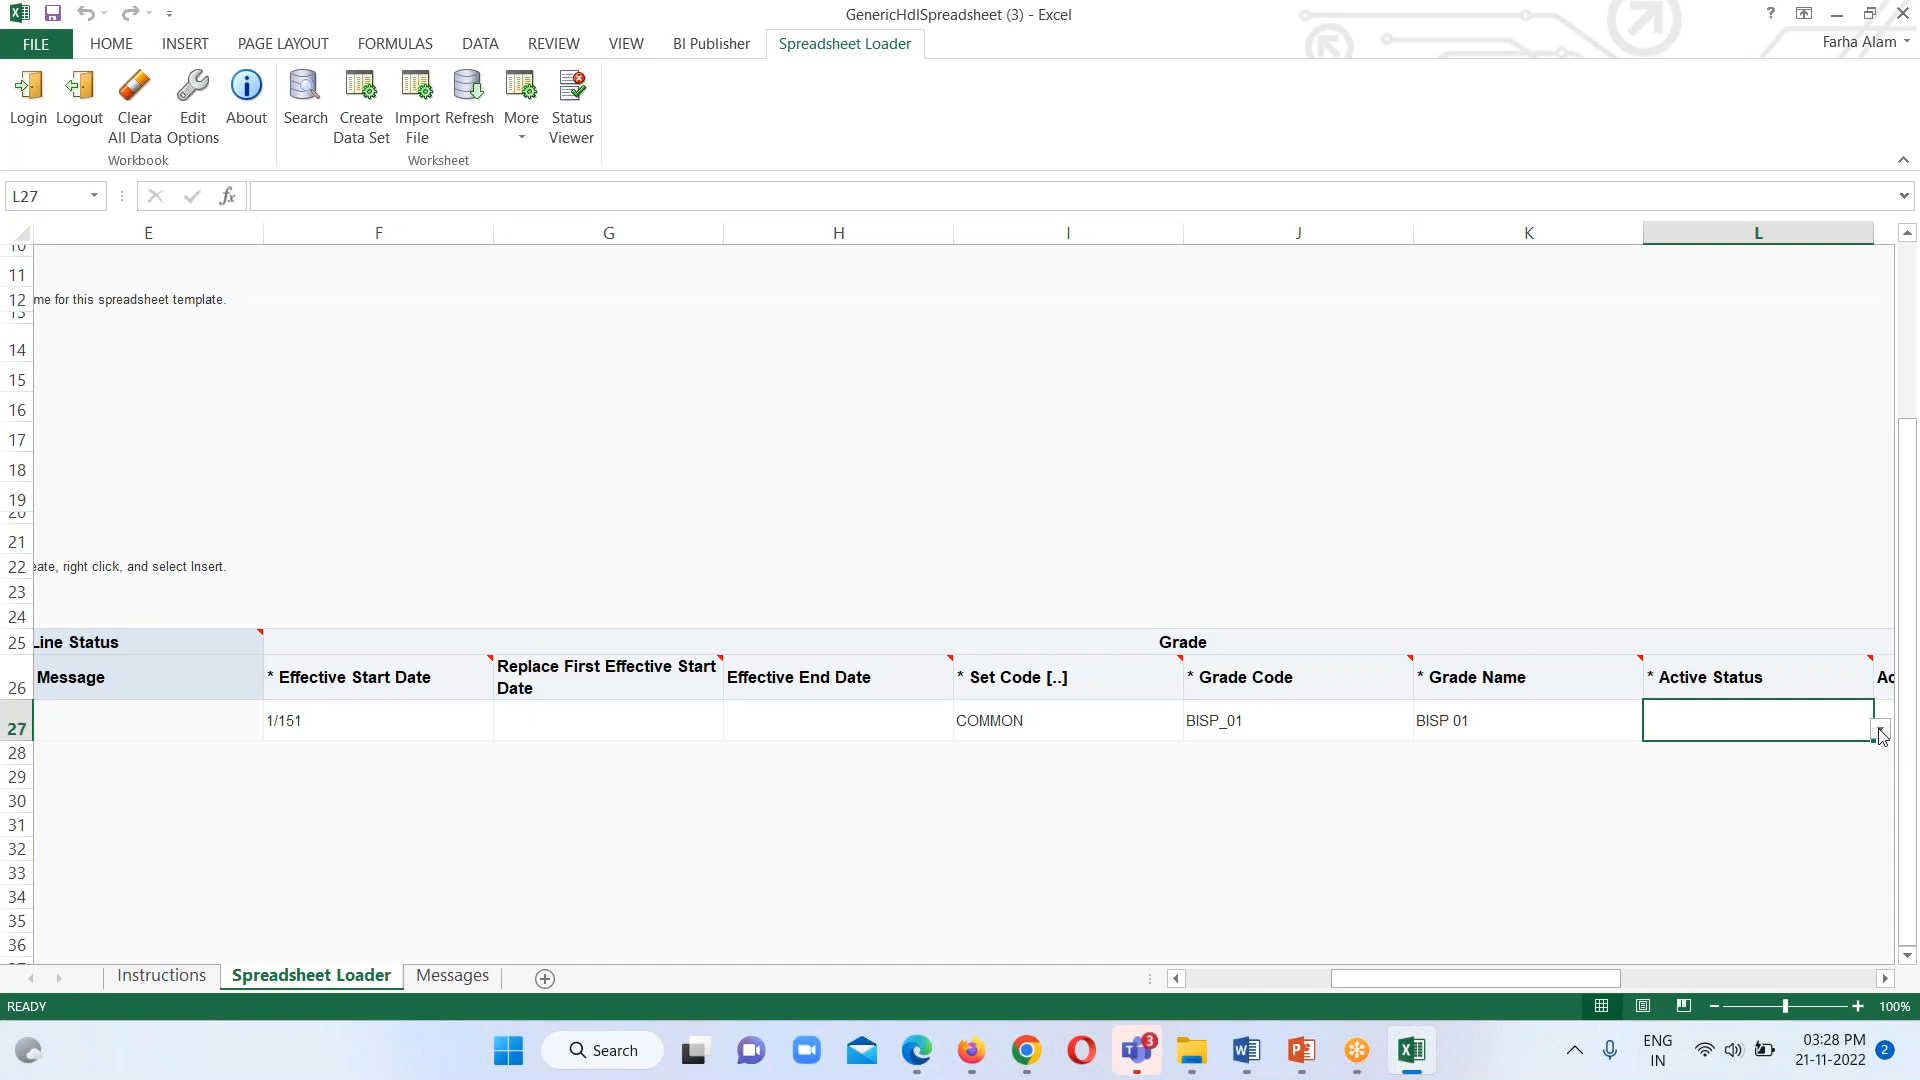 GenericHdlSpreadsheet (3) - Excel
?
FILE HOME INSERT PAGE LAYOUT FORMULAS DATA REVIEW VIEW BI Publisher Spreadsheet Loader Farha Alam
Login Logout Clear All Data Edit Options About Search Create Data Set Import File Refresh More Status Viewer
Workbook Worksheet
L27 fx
E F G H I J K L
10
11
12 me for this spreadsheet template.
13
14
15
16
17
18
19
20
21
22 eate, right click, and select Insert.
23
24
25 Line Status Grade
26 Message * Effective Start Date Replace First Effective Start Date Effective End Date * Set Code [..] * Grade Code * Grade Name * Active Status Ac
27 1/151 COMMON BISP_01 BISP 01
28
29
30
31
32
33
34
35
36
Instructions Spreadsheet Loader Messages
READY 100%
Search 3 ENG IN 03:28 PM 21-11-2022 2